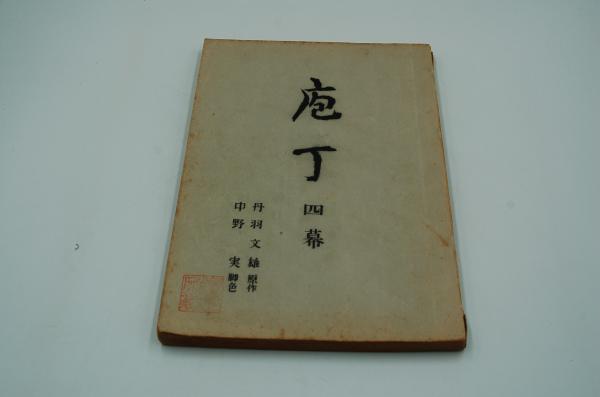 庖丁 四幕
丹羽文雄 原作
中野実 脚色